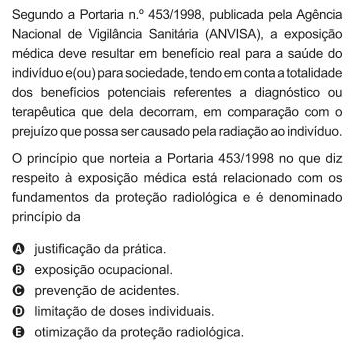 Segundo a Portaria n.º 453/1998, publicada pela Agência
Nacional de Vigilância Sanitária (ANVISA), a exposição
médica deve resultar em benefício real para a saúde do
indivíduo e(ou) para sociedade, tendo em conta a totalidade
dos benefícios potenciais referentes a diagnóstico ou
terapêutica que dela decorram, em comparação com o
prejuízo que possa ser causado pela radiação ao indivíduo.
O princípio que norteia a Portaria 453/1998 no que diz
respeito à exposição médica está relacionado com os
fundamentos da proteção radiológica e é denominado
princípio da
A justificação da prática.
B exposição ocupacional.
C prevenção de acidentes.
D limitação de doses individuais.
E otimização da proteção radiológica.